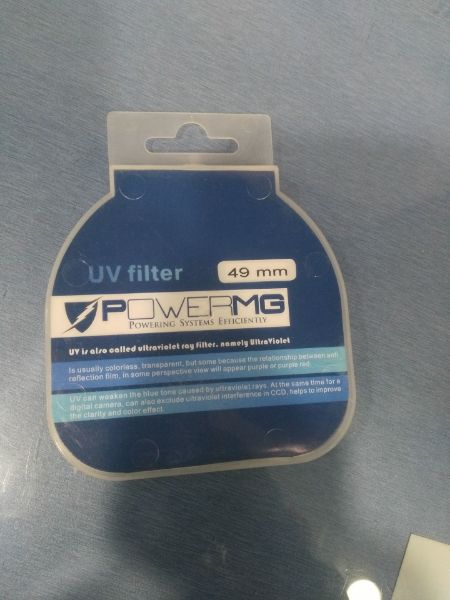 UV filter
49 mm
POWERMG
POWERING SYSTEMS EFFICIENTLY
UV is also called ultraviolet ray filter, namely UltraViolet
Is usually colorless, transparent, but some because the relationship between anti
reflection film, in some perspective view will appear purple or purple red.
UV can weaken the blue tone caused by ultraviolet rays. At the same time for a
digital camera, can also exclude ultraviolet interference in CCD, helps to improve
the clarity and color effect.